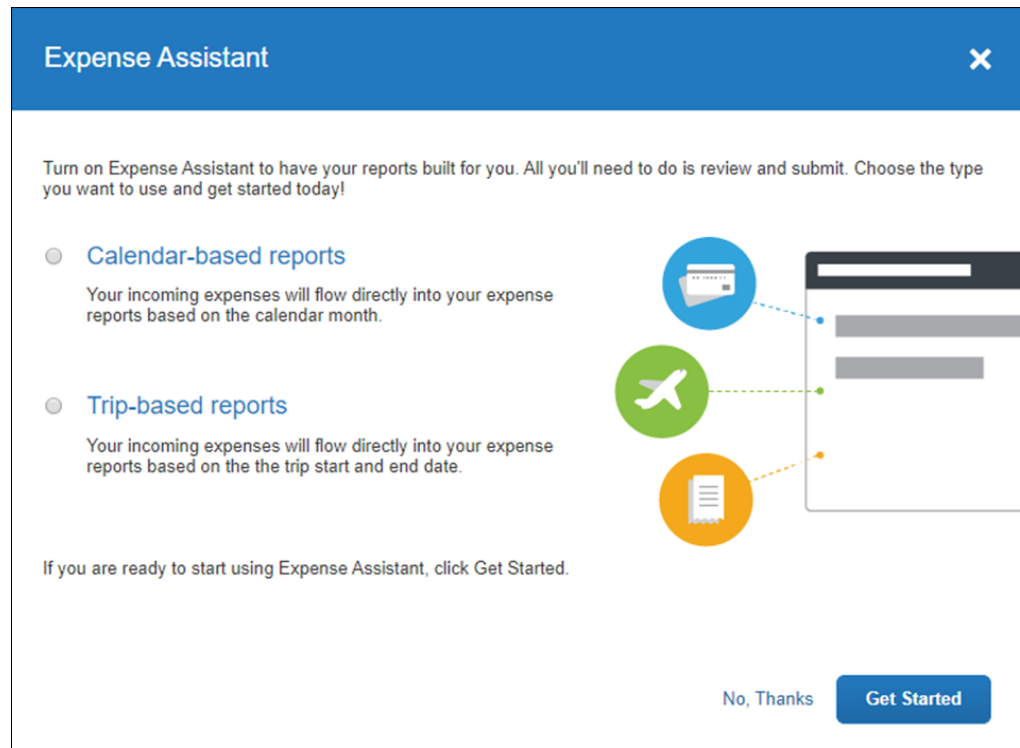 Expense Assistant
Turn on Expense Assistant to have your reports built for you. All you'll need to do is review and submit. Choose the type
you want to use and get started today!
Calendar-based reports
Your incoming expenses will flow directly into your expense
reports based on the calendar month.
Trip-based reports
Your incoming expenses will flow directly into your expense
reports based on the the trip start and end date.
If you are ready to start using Expense Assistant, click Get Started.
No, Thanks
Get Started